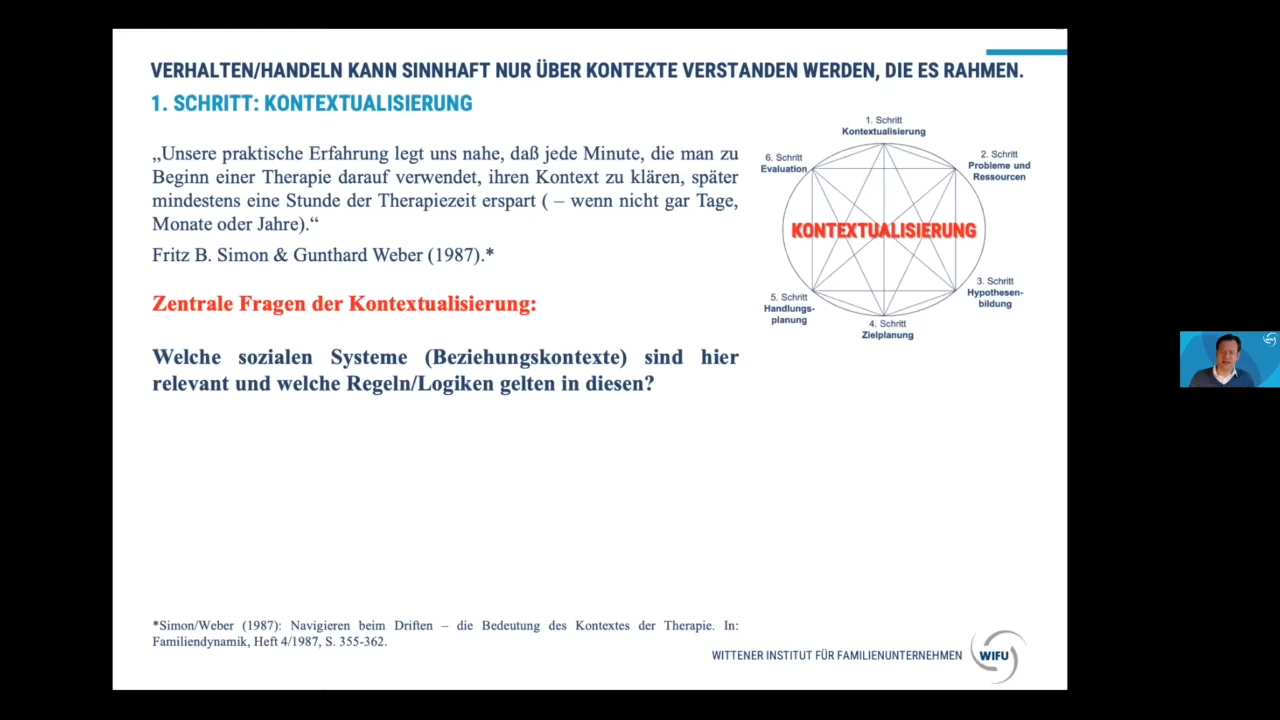 VERHALTEN/HANDELN KANN SINNHAFT NUR ÜBER KONTEXTE VERSTANDEN WERDEN, DIE ES RAHMEN.
1. SCHRITT: KONTEXTUALISIERUNG
„Unsere praktische Erfahrung legt uns nahe, daß jede Minute, die man zu
Beginn einer Therapie darauf verwendet, ihren Kontext zu klären, später
mindestens eine Stunde der Therapiezeit erspart ( – wenn nicht gar Tage,
Monate oder Jahre).“
Fritz B. Simon & Gunthard Weber (1987).*
Zentrale Fragen der Kontextualisierung:
Welche sozialen Systeme (Beziehungskontexte) sind hier
relevant und welche Regeln/Logiken gelten in diesen?
1. Schritt
Kontextualisierung
2. Schritt
Probleme und
Ressourcen
3. Schritt
Hypothesen-
bildung
4. Schritt
Zielplanung
5. Schritt
Handlungs-
planung
6. Schritt
Evaluation
KONTEXTUALISIERUNG
*Simon/Weber (1987): Navigieren beim Driften – die Bedeutung des Kontextes der Therapie. In:
Familiendynamik, Heft 4/1987, S. 355-362.
WITTENER INSTITUT FÜR FAMILIENUNTERNEHMEN
WIFU